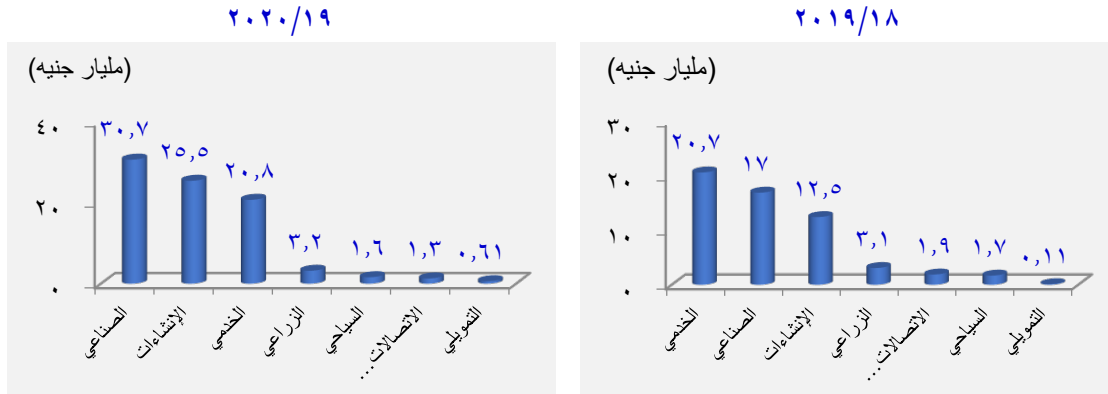 ٢٠١٩/١٨
(مليار جنيه)
٣٠
٢٠
١٠
٠
٢٠,٧
١٧
١٢,٥
٣,١
١,٩
١,٧
٠,١١
الخدمي
الصناعي
الإنشاءات
الزراعي
الاتصالات...
السياحي
التمويلي
٢٠٢٠/١٩
(مليار جنيه)
٤٠
٢٠
٠
٣٠,٧
٢٥,٥
٢٠,٨
٣,٢
١,٦
١,٣
٠,٦١
الصناعي
الإنشاءات
الخدمي
الزراعي
السياحي
الاتصالات...
التمويلي